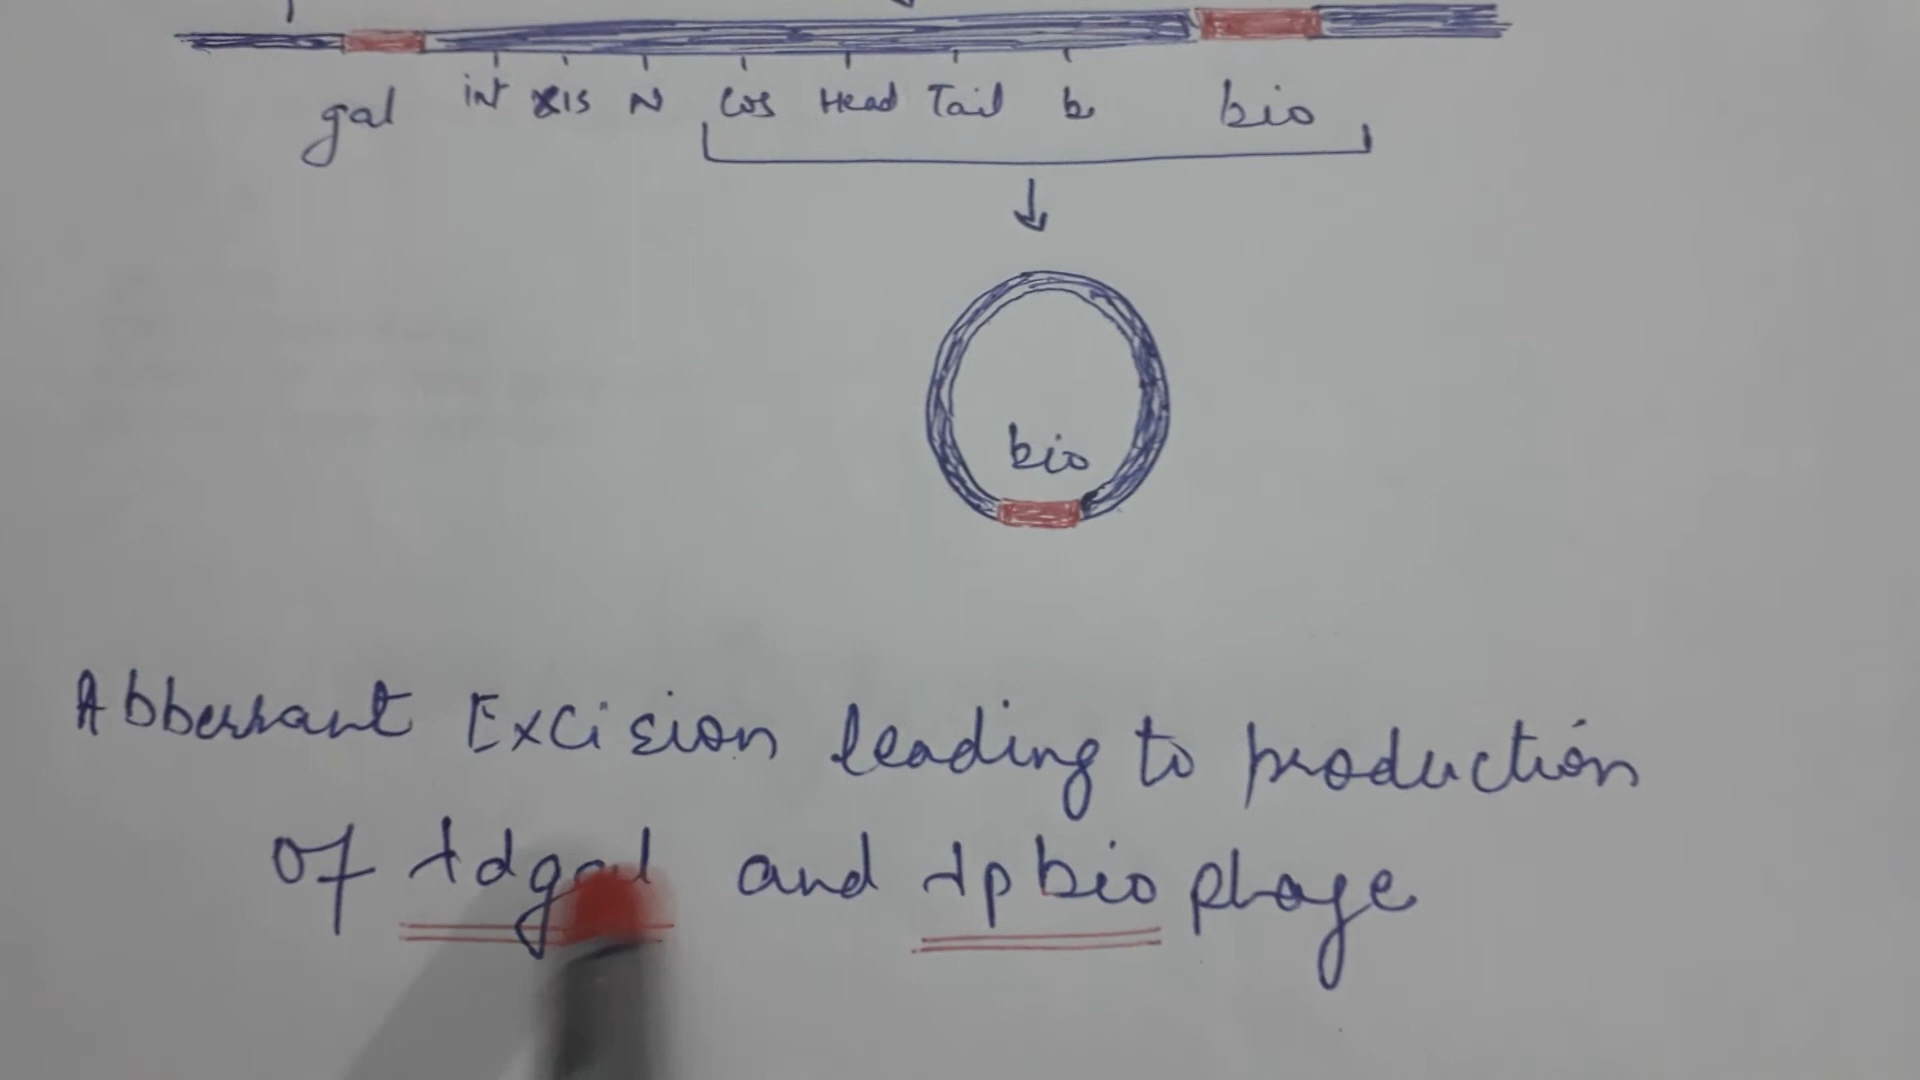 gal int xis N Cos Head Tail b bio
bio
Abberrant Excision leading to production
of λdgal and λpbio phage